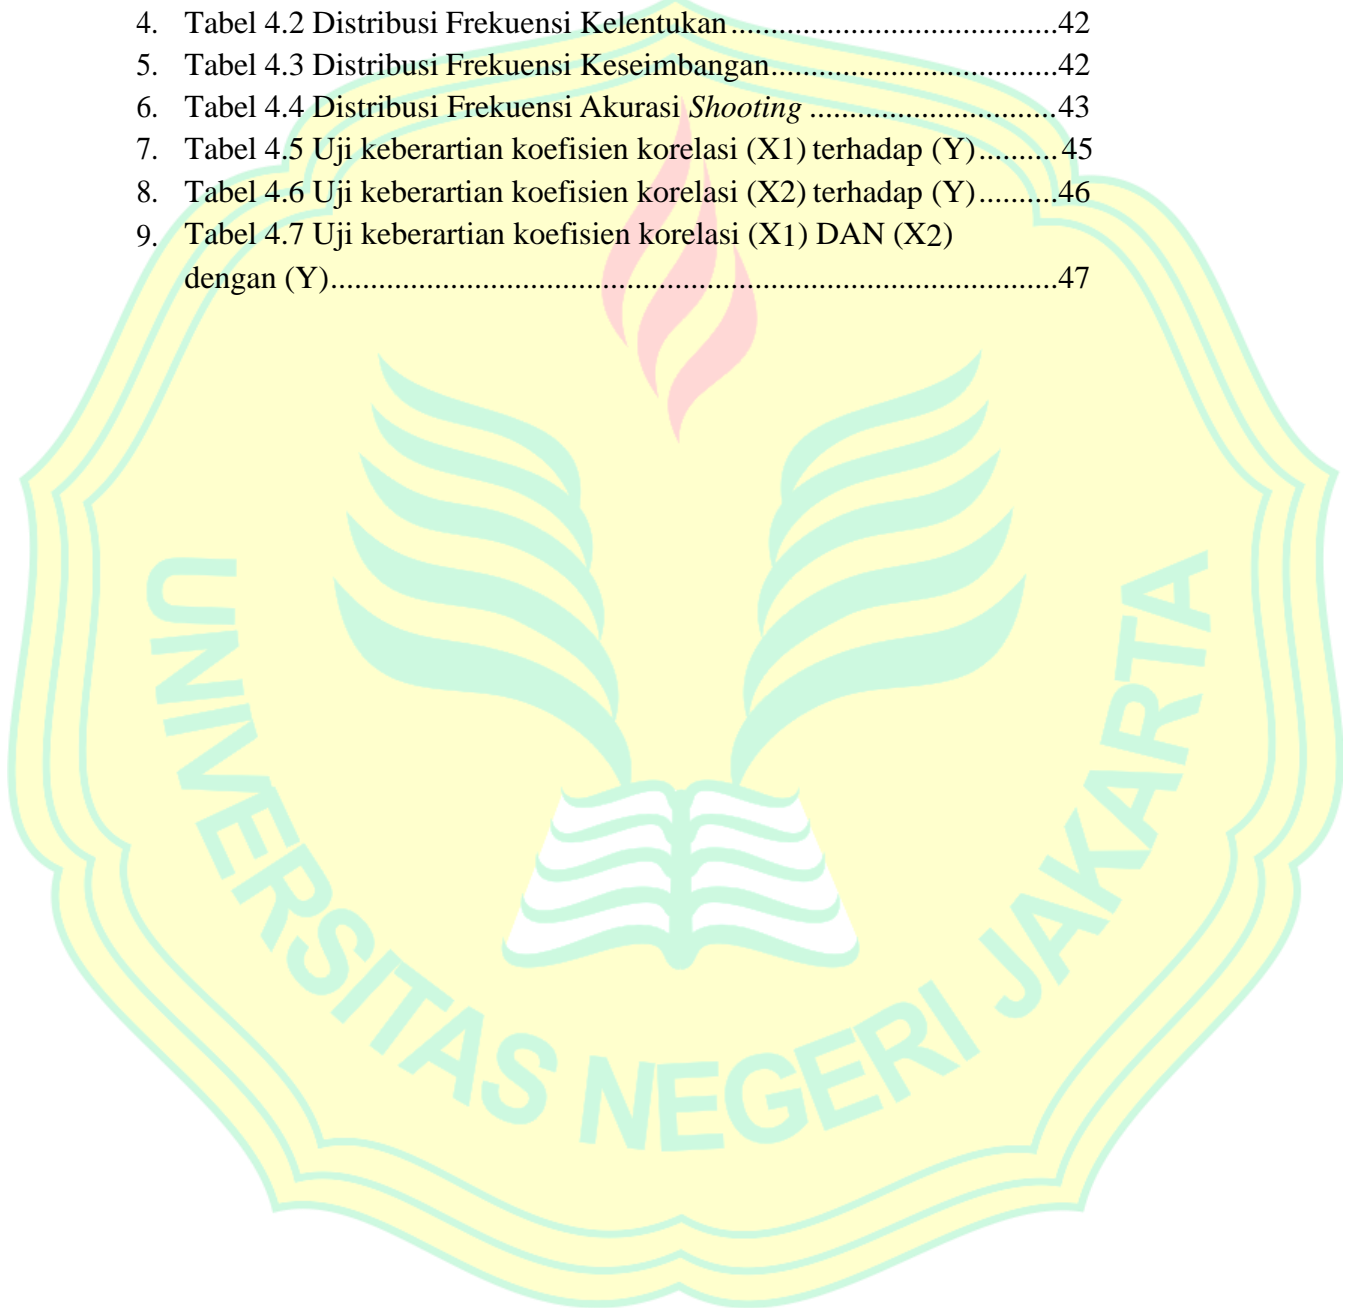 4. Tabel 4.2 Distribusi Frekuensi Kelentukan....................................42
5. Tabel 4.3 Distribusi Frekuensi Keseimbangan...............................42
6. Tabel 4.4 Distribusi Frekuensi Akurasi Shooting ...........................43
7. Tabel 4.5 Uji keberartian koefisien korelasi (X1) terhadap (Y)..........45
8. Tabel 4.6 Uji keberartian koefisien korelasi (X2) terhadap (Y)..........46
9. Tabel 4.7 Uji keberartian koefisien korelasi (X1) DAN (X2)
dengan (Y)................................................................................47
UNIVERSITAS NEGERI JAKARTA